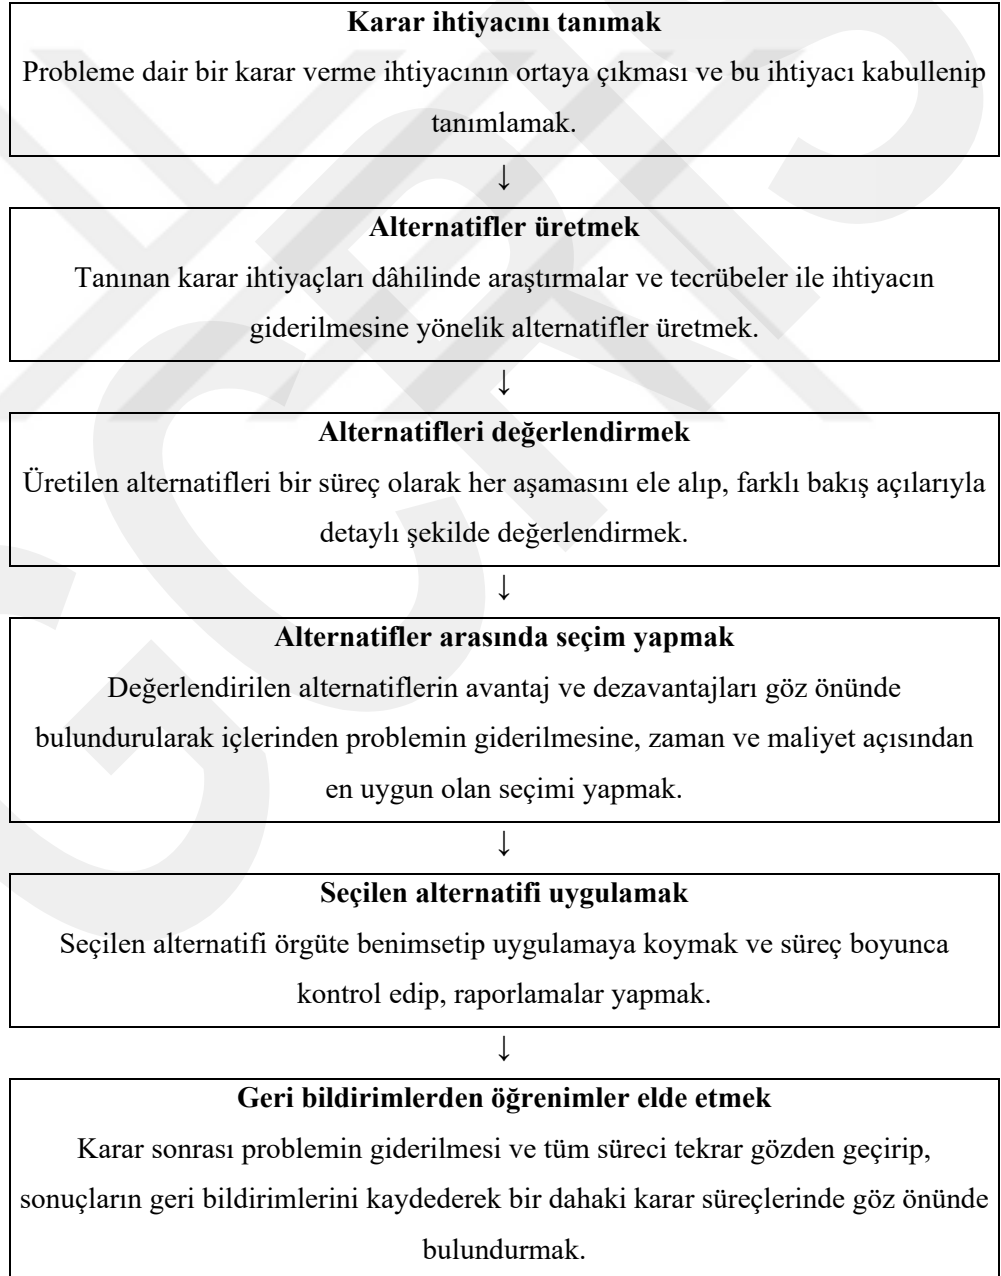 Karar ihtiyacını tanımak
Probleme dair bir karar verme ihtiyacının ortaya çıkması ve bu ihtiyacı kabullenip
tanımlamak.
↓
Alternatifler üretmek
Tanınan karar ihtiyaçları dâhilinde araştırmalar ve tecrübeler ile ihtiyacın
giderilmesine yönelik alternatifler üretmek.
↓
Alternatifleri değerlendirmek
Üretilen alternatifleri bir süreç olarak her aşamasını ele alıp, farklı bakış açılarıyla
detaylı şekilde değerlendirmek.
↓
Alternatifler arasında seçim yapmak
Değerlendirilen alternatiflerin avantaj ve dezavantajları göz önünde
bulundurularak içlerinden problemin giderilmesine, zaman ve maliyet açısından
en uygun olan seçimi yapmak.
↓
Seçilen alternatifi uygulamak
Seçilen alternatifi örgüte benimsetip uygulamaya koymak ve süreç boyunca
kontrol edip, raporlamalar yapmak.
↓
Geri bildirimlerden öğrenimler elde etmek
Karar sonrası problemin giderilmesi ve tüm süreci tekrar gözden geçirip,
sonuçların geri bildirimlerini kaydederek bir dahaki karar süreçlerinde göz önünde
bulundurmak.